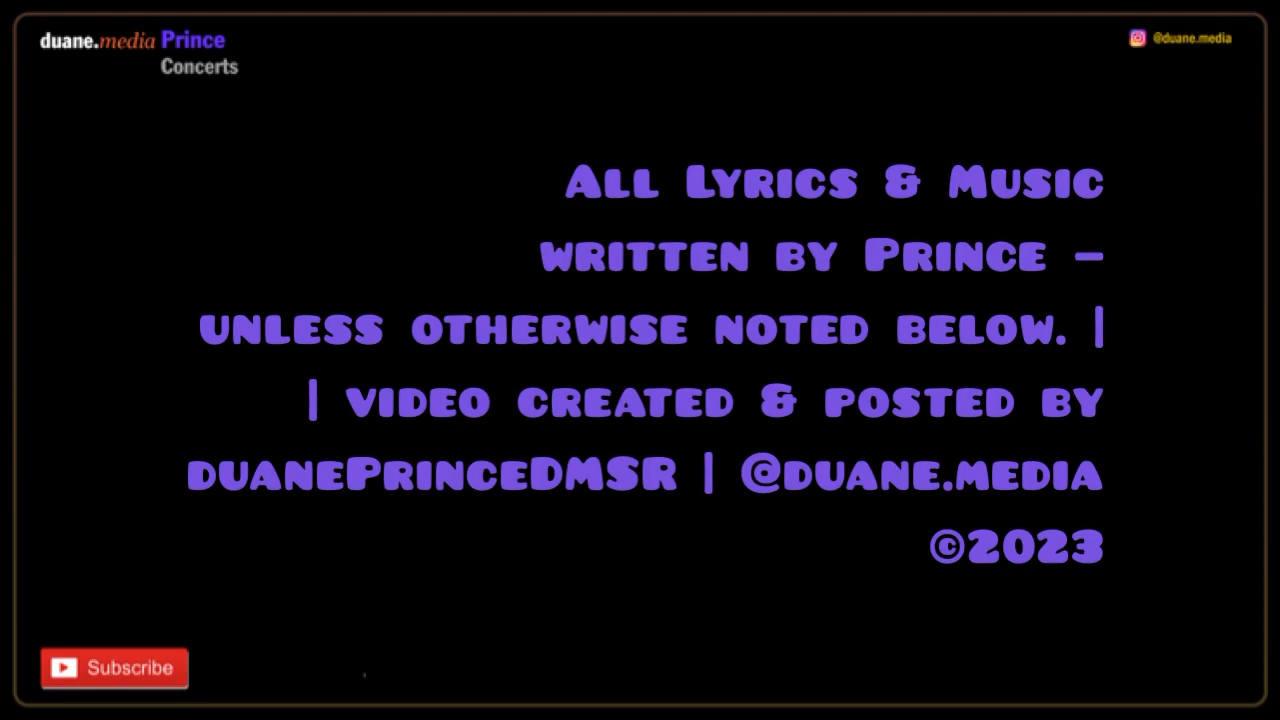 duane.media Prince
Concerts
@duane.media
All Lyrics & Music
written by Prince –
unless otherwise noted below. |
| video created & posted by
duanePrinceDMSR | @duane.media
©2023
Subscribe